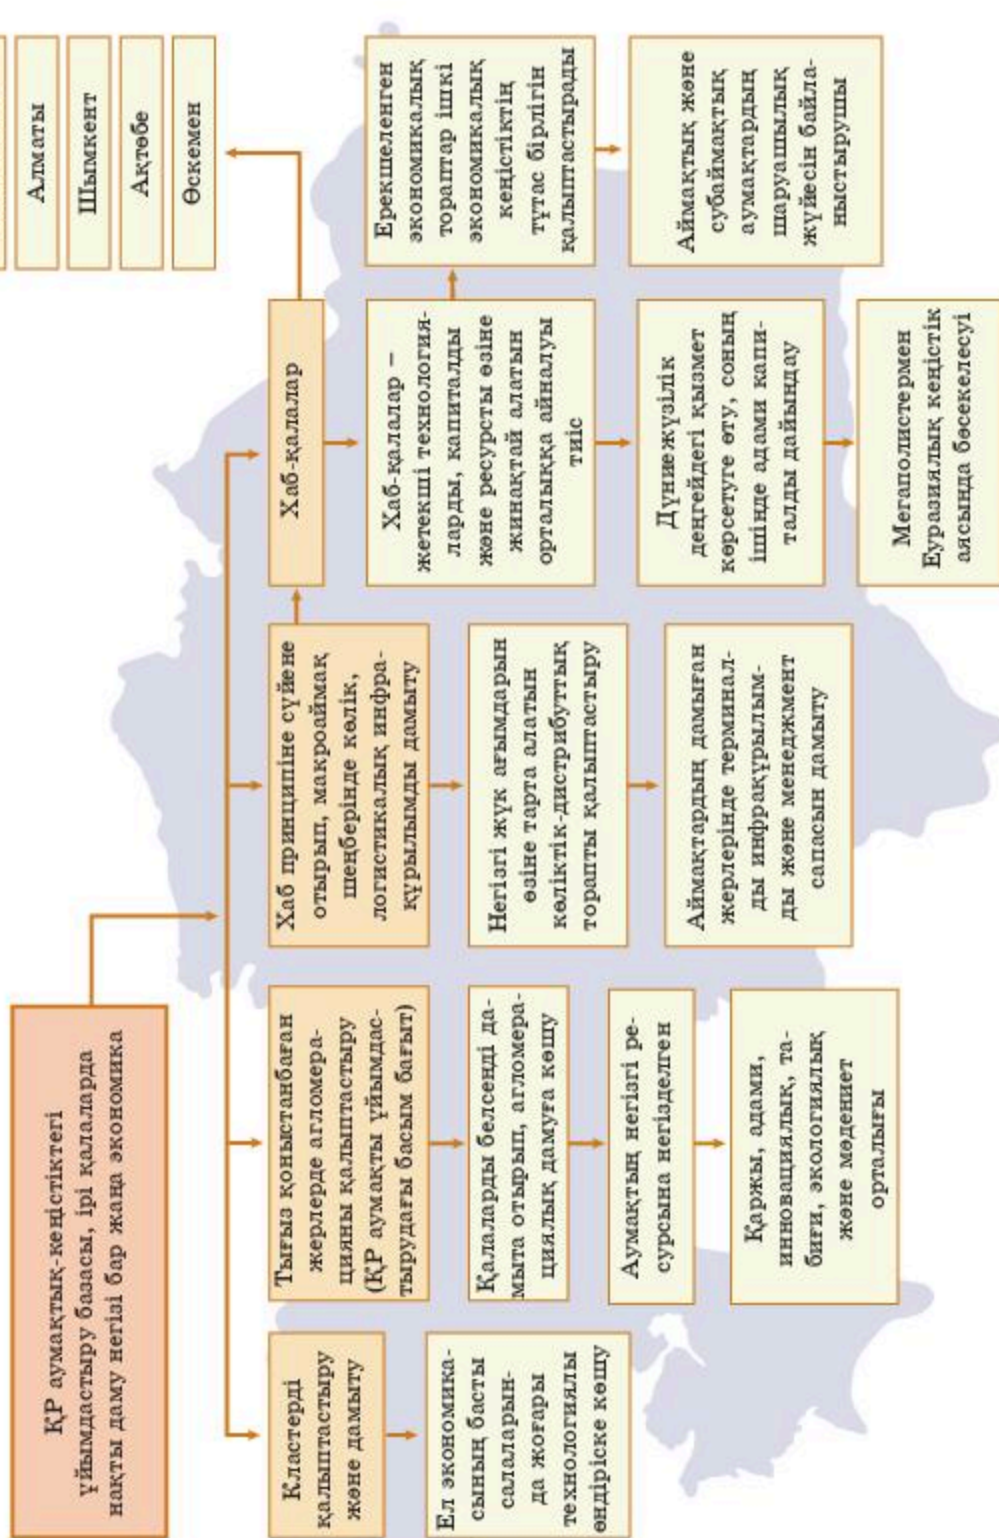 ҚР аумақтық-кеңістіктегі
ұйымдастыру базасы, ірі қалаларда
нақты даму негізі бар жаңа экономика
Кластерді
қалыптастыру
және дамыту
Ел экономика-
сының басты
салаларын-
да жоғары
технологиялы
өндіріске көшу
Тығыз қоныстанбаған
жерлерде агломера-
цияны қалыптастыру
(ҚР аумақты ұйымдас-
тырудағы басым бағыт)
Қалаларды белсенді да-
мыта отырып, агломера-
циялық дамуға көшу
Аумақтың негізгі ре-
сурсына негізделген
Қаржы, адами,
инновациялық, та-
биғи, экологиялық
және мәдениет
орталығы
Хаб принципіне сүйене
отырып, макроаймақ
шеңберінде көлік,
логистикалық инфра-
құрылымды дамыту
Негізгі жүк ағымдарын
өзіне тарта алатын
көліктік-дистрибуттық
торапты қалыптастыру
Аймақтардың дамыған
жерлерінде терминал-
ды инфрақұрылым-
ды және менеджмент
сапасын дамыту
Хаб-қалалар
Хаб-қалалар –
жетекші технология-
ларды, капиталды
және ресурсты өзіне
жинақтай алатын
орталыққа айналуы
тиіс
Дүниежүзілік
деңгейдегі қызмет
көрсетуге өту, соның
ішінде адами капи-
талды дайындау
Мегаполистермен
Еуразиялық кеңістік
аясында бәсекелесуі
Алматы
Шымкент
Ақтөбе
Өскемен
Ерекшеленген
экономикалық
тораптар ішкі
экономикалық
кеңістіктің
тұтас бірлігін
қалыптастырады
Аймақтық және
субаймақтық
аумақтардың
шаруашылық
жүйесін байла-
ныстырушы